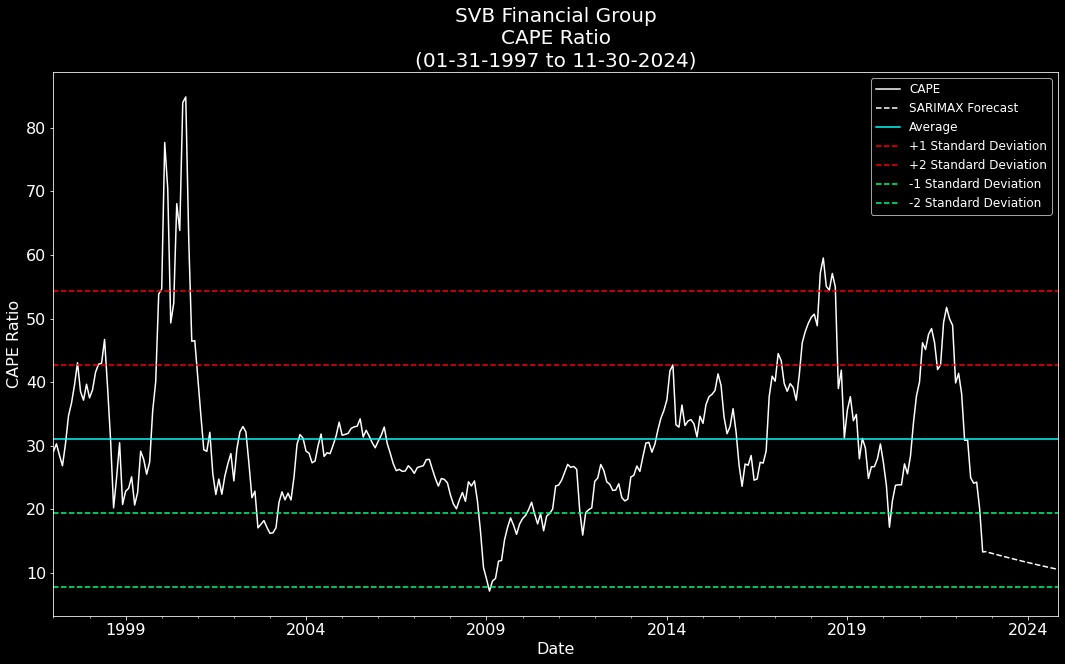 SVB Financial Group
CAPE Ratio
(01-31-1997 to 11-30-2024)
CAPE
SARIMAX Forecast
Average
+1 Standard Deviation
+2 Standard Deviation
-1 Standard Deviation
-2 Standard Deviation
CAPE Ratio
80
70
60
50
40
30
20
10
1999
2004
2009
2014
2019
2024
Date